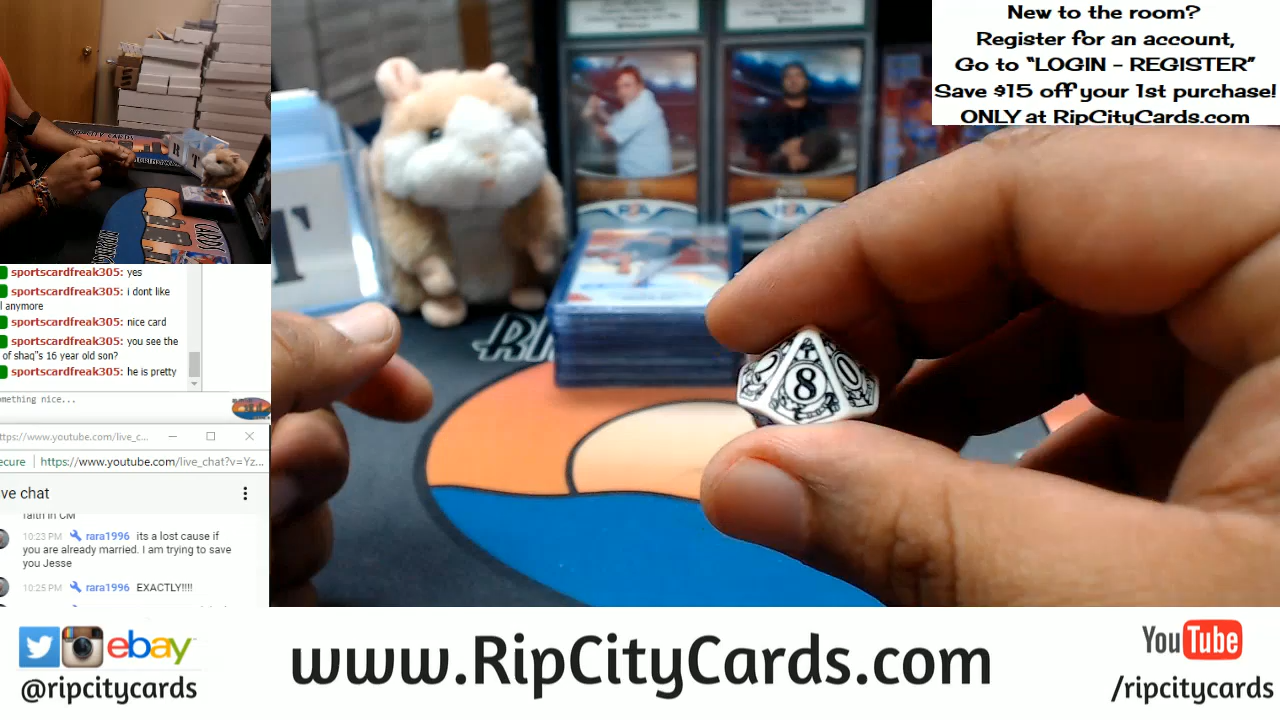 New to the room?
Register for an account,
Go to “LOGIN - REGISTER”
Save $15 off your 1st purchase!
ONLY at RipCityCards.com
sportscardfreak305: yes
sportscardfreak305: i dont like
l anymore
sportscardfreak305: nice card
sportscardfreak305: you see the
of shaq"s 16 year old son?
sportscardfreak305: he is pretty
mething nice...
ttps://www.youtube.com/live_c...
ecure https://www.youtube.com/live_chat?v=Yz...
ve chat
faith in CM
10:23 PM rara1996 its a lost cause if
you are already married. I am trying to save
you Jesse
10:25 PM rara1996 EXACTLY!!!!
T
8
0
CARDS
ebay
@ripcitycards
www.RipCityCards.com
YouTube
/ripcitycards